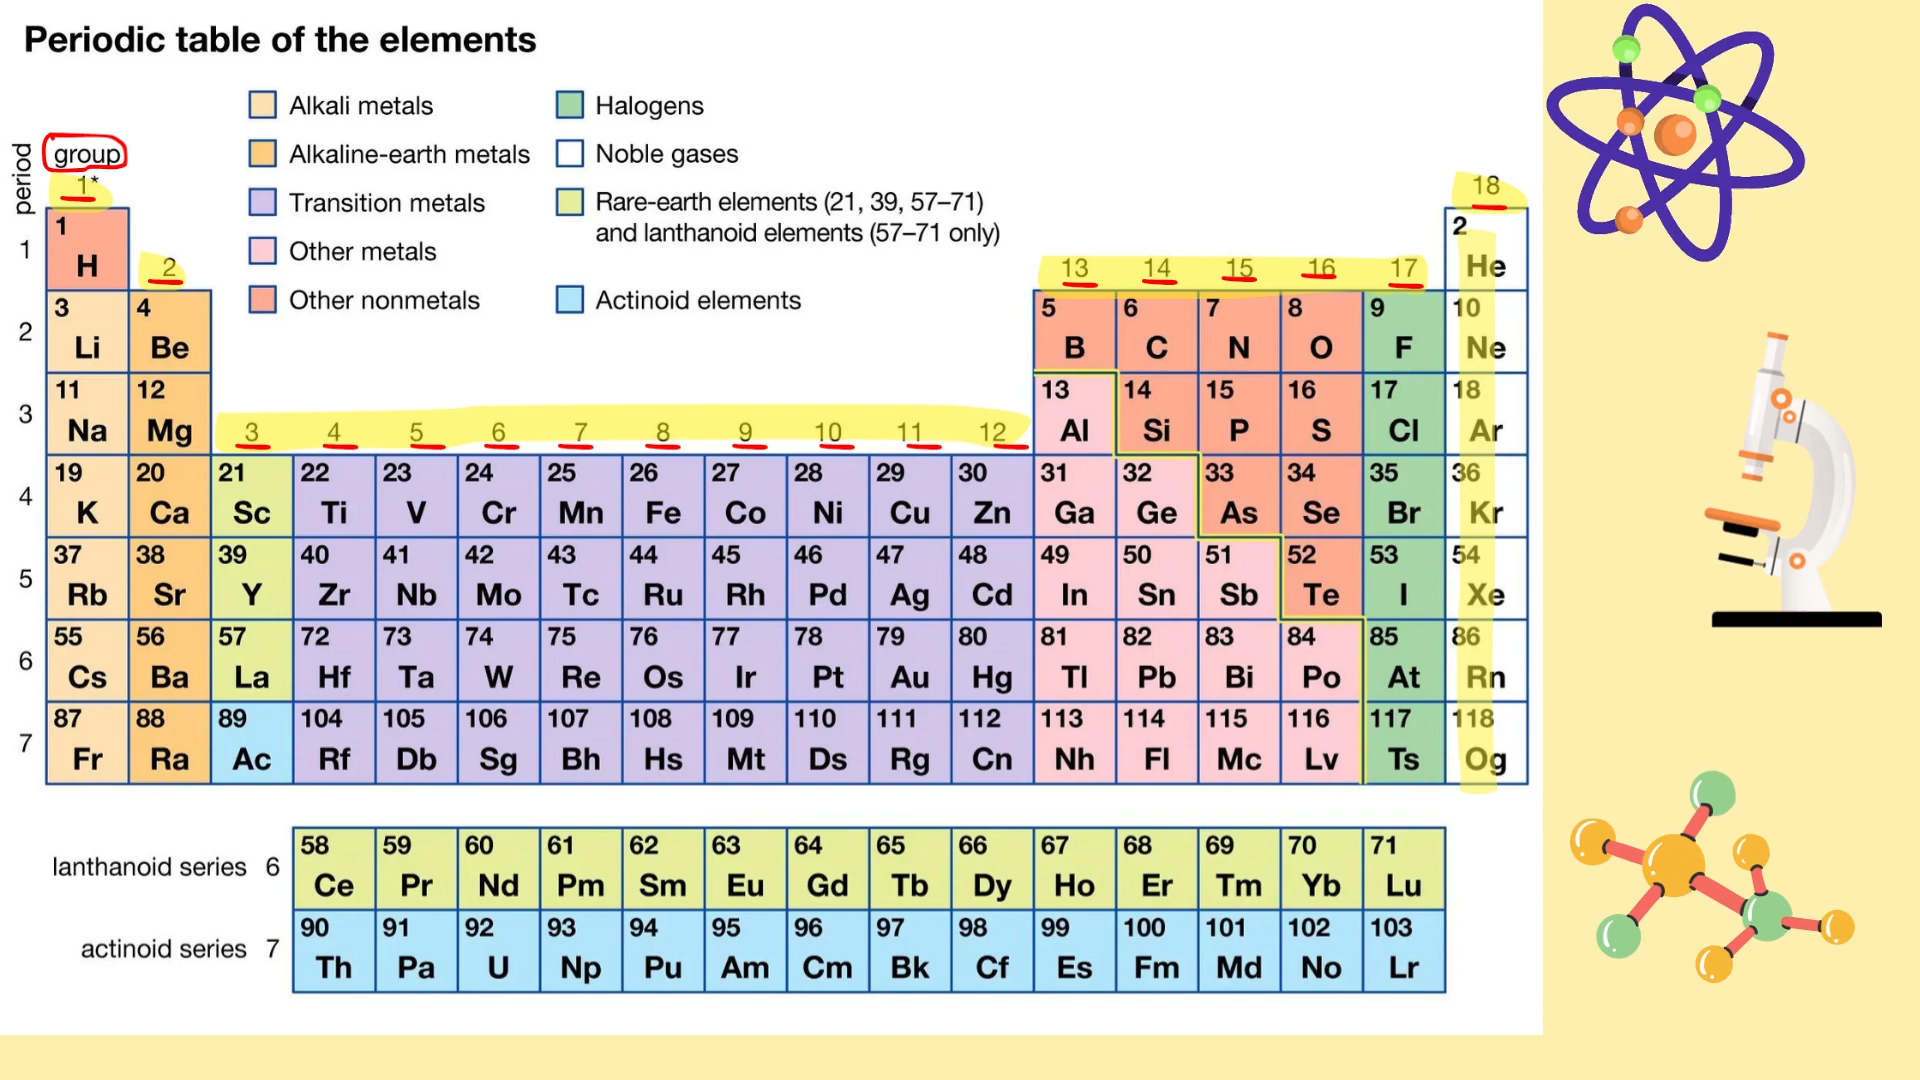 Periodic table of the elements
Alkali metals
Alkaline-earth metals
Transition metals
Other metals
Other nonmetals
Halogens
Noble gases
Rare-earth elements (21, 39, 57–71)
and lanthanoid elements (57–71 only)
Actinoid elements
period
group
1* 2 3 4 5 6 7 8 9 10 11 12 13 14 15 16 17 18
1
1 2
H He
2
3 4 5 6 7 8 9 10
Li Be B C N O F Ne
3
11 12 13 14 15 16 17 18
Na Mg Al Si P S Cl Ar
4
19 20 21 22 23 24 25 26 27 28 29 30 31 32 33 34 35 36
K Ca Sc Ti V Cr Mn Fe Co Ni Cu Zn Ga Ge As Se Br Kr
5
37 38 39 40 41 42 43 44 45 46 47 48 49 50 51 52 53 54
Rb Sr Y Zr Nb Mo Tc Ru Rh Pd Ag Cd In Sn Sb Te I Xe
6
55 56 57 72 73 74 75 76 77 78 79 80 81 82 83 84 85 86
Cs Ba La Hf Ta W Re Os Ir Pt Au Hg Tl Pb Bi Po At Rn
7
87 88 89 104 105 106 107 108 109 110 111 112 113 114 115 116 117 118
Fr Ra Ac Rf Db Sg Bh Hs Mt Ds Rg Cn Nh Fl Mc Lv Ts Og
lanthanoid series 6
58 59 60 61 62 63 64 65 66 67 68 69 70 71
Ce Pr Nd Pm Sm Eu Gd Tb Dy Ho Er Tm Yb Lu
actinoid series 7
90 91 92 93 94 95 96 97 98 99 100 101 102 103
Th Pa U Np Pu Am Cm Bk Cf Es Fm Md No Lr